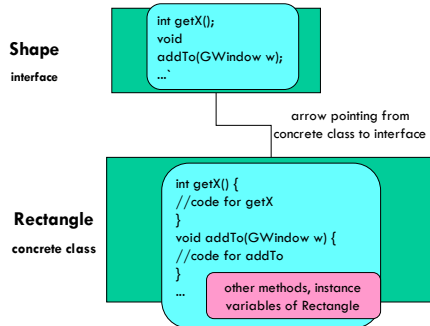 Shape
interface
int getX();
void
addTo(GWindow w);
...`
arrow pointing from
concrete class to interface
Rectangle
concrete class
int getX() {
//code for getX
}
void addTo(GWindow w) {
//code for addTo
}
...
other methods, instance
variables of Rectangle